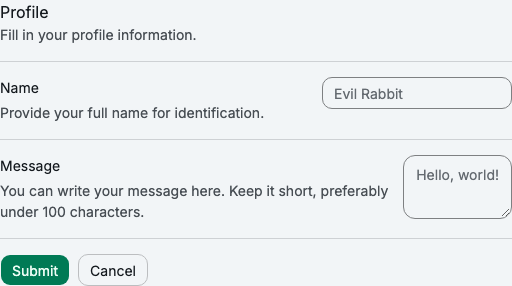 Profile
Fill in your profile information.
Name
Provide your full name for identification.
Evil Rabbit
Message
You can write your message here. Keep it short, preferably
under 100 characters.
Hello, world!
Submit
Cancel